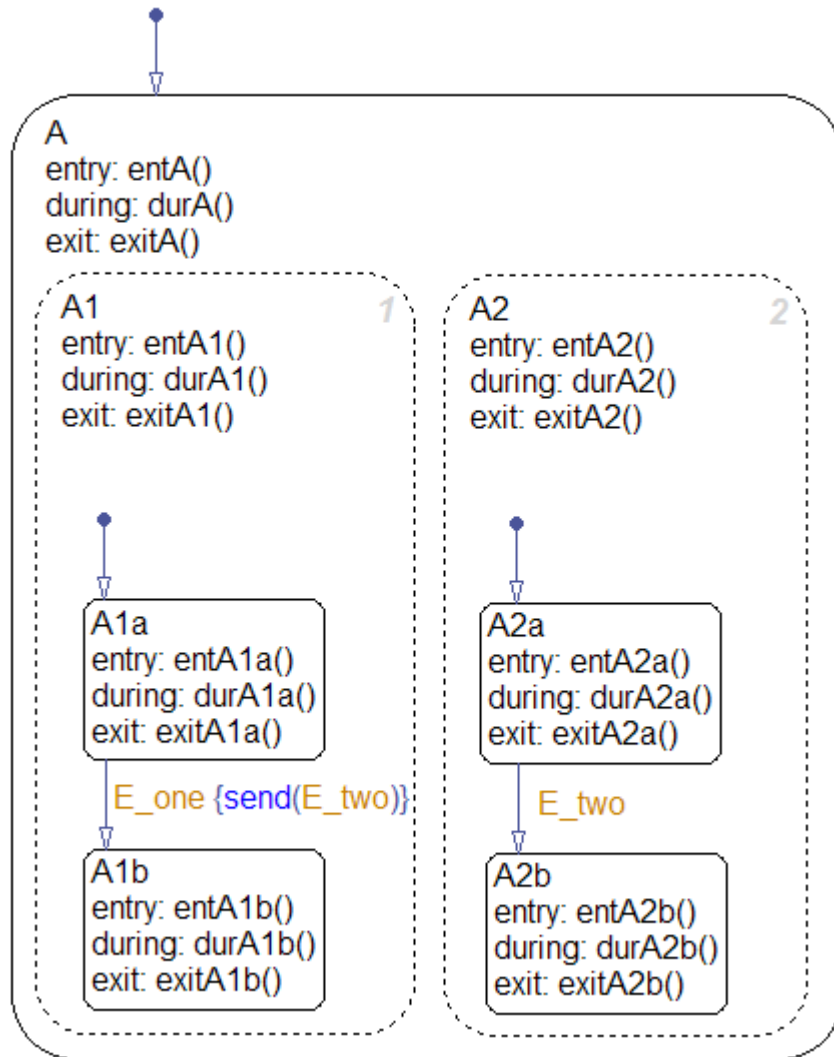 A
entry: entA()
during: durA()
exit: exitA()
A1
1
entry: entA1()
during: durA1()
exit: exitA1()
A1a
entry: entA1a()
during: durA1a()
exit: exitA1a()
E_one {send(E_two)}
A1b
entry: entA1b()
during: durA1b()
exit: exitA1b()
A2
2
entry: entA2()
during: durA2()
exit: exitA2()
A2a
entry: entA2a()
during: durA2a()
exit: exitA2a()
E_two
A2b
entry: entA2b()
during: durA2b()
exit: exitA2b()